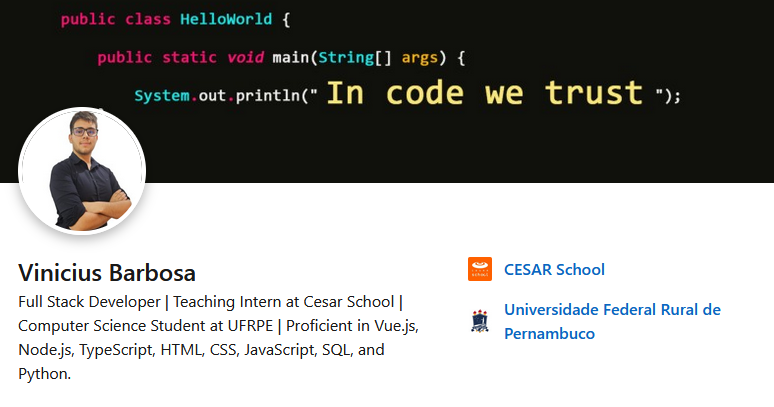 public class HelloWorld {
public static void main(String[] args) {
System.out.println(" In code we trust ");
Vinicius Barbosa
Full Stack Developer | Teaching Intern at Cesar School |
Computer Science Student at UFRPE | Proficient in Vue.js,
Node.js, TypeScript, HTML, CSS, JavaScript, SQL, and
Python.
CESAR School
Universidade Federal Rural de
Pernambuco